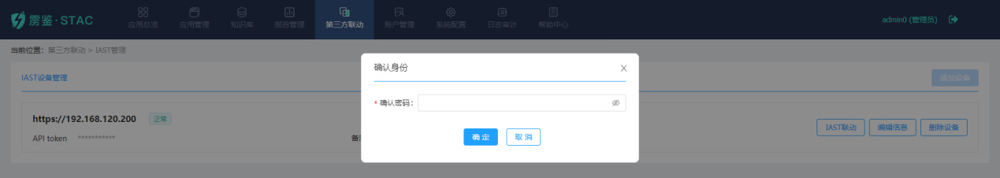 雳鉴·STAC
应用总览
应用管理
知识库
报告管理
第三方联动
账户管理
系统配置
日志审计
帮助中心
admin0 (管理员)
当前位置：第三方联动 > IAST管理
IAST设备管理
添加设备
https://192.168.120.200 正常
API token ***********
IAST联动
编辑信息
删除设备
确认身份
* 确认密码：
确 定
取 消